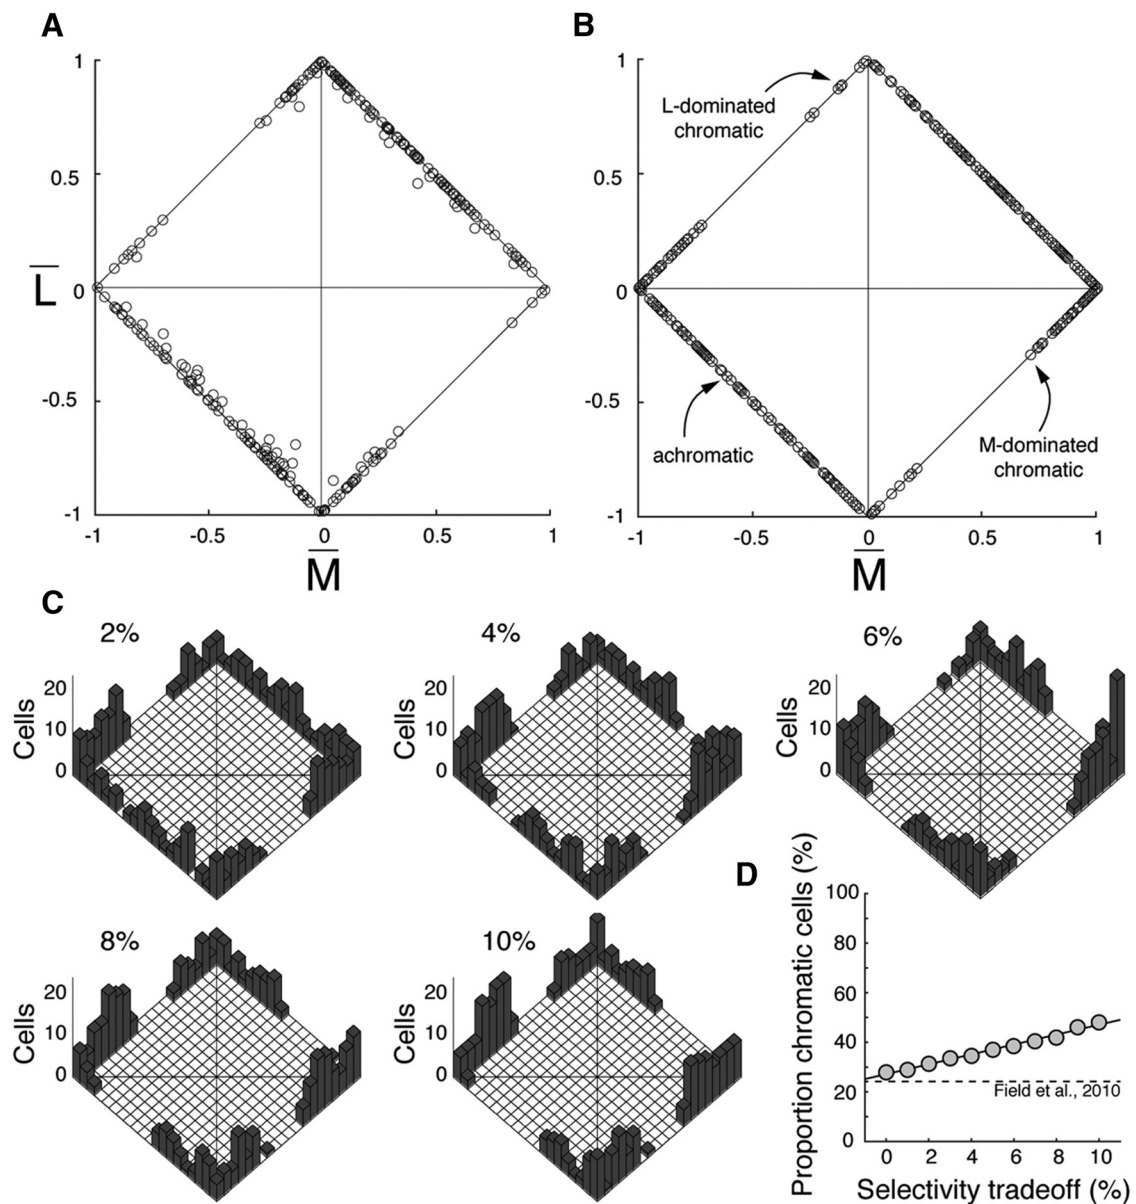 A
B
1
0.5
0
-0.5
-1
-1
-0.5
0
0.5
1
L
M
1
0.5
0
-0.5
-1
-1
-0.5
0
0.5
1
M
L-dominated
chromatic
achromatic
M-dominated
chromatic
C
2%
4%
6%
20
10
0
Cells
20
10
0
Cells
20
10
0
Cells
8%
10%
20
10
0
Cells
20
10
0
Cells
D
Proportion chromatic cells (%)
100
80
60
40
20
0
Field et al., 2010
0
2
4
6
8
10
Selectivity tradeoff (%)